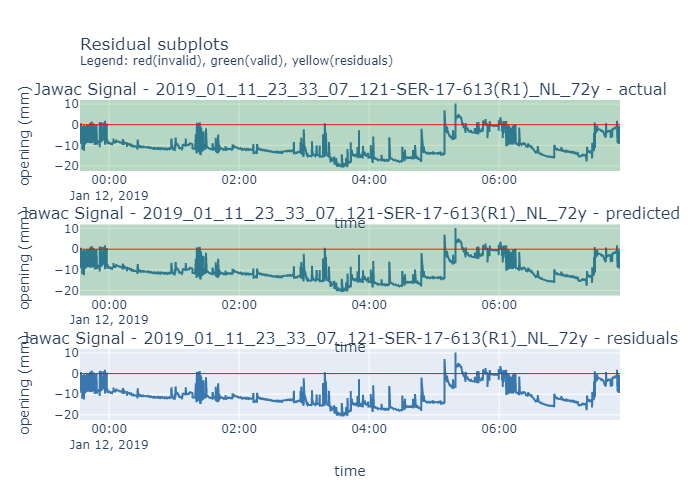 Residual subplots
Legend: red(invalid), green(valid), yellow(residuals)
Jawac Signal - 2019_01_11_23_33_07_121-SER-17-613(R1)_NL_72y - actual
opening (mm)
10
0
−10
−20
00:00 02:00 04:00 06:00
Jan 12, 2019
time
Jawac Signal - 2019_01_11_23_33_07_121-SER-17-613(R1)_NL_72y - predicted
opening (mm)
10
0
−10
−20
00:00 02:00 04:00 06:00
Jan 12, 2019
time
Jawac Signal - 2019_01_11_23_33_07_121-SER-17-613(R1)_NL_72y - residuals
opening (mm)
10
0
−10
−20
00:00 02:00 04:00 06:00
Jan 12, 2019
time